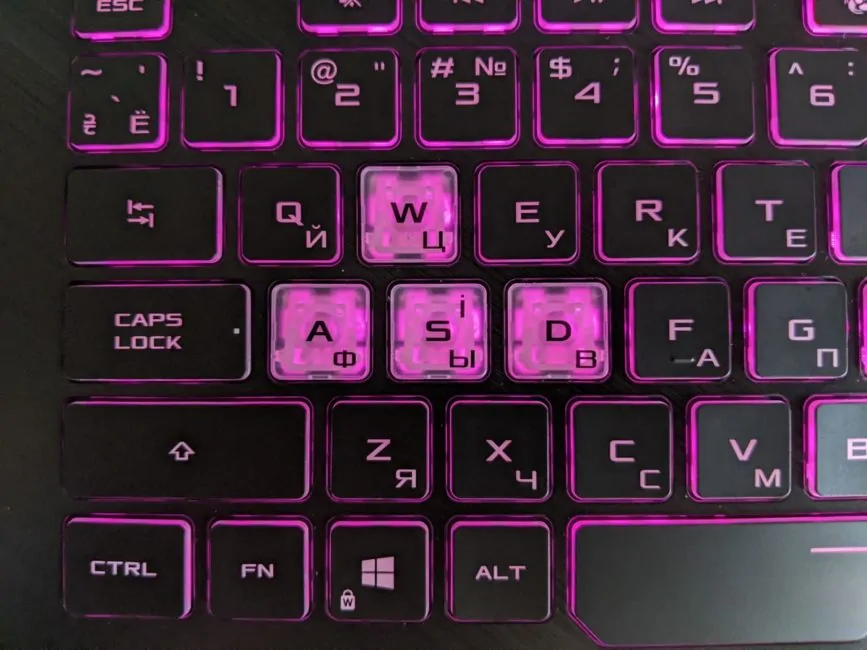 ESC
~ '
` ₴ Ё
!
1
@ "
2
# №
3
$ ;
4
%
5
^ :
6
Q Й
W Ц
E У
R К
T Е
CAPS
LOCK
A Ф
S і Ы
D В
F А
G П
Z Я
X Ч
C С
V М
B
CTRL
FN
W
ALT